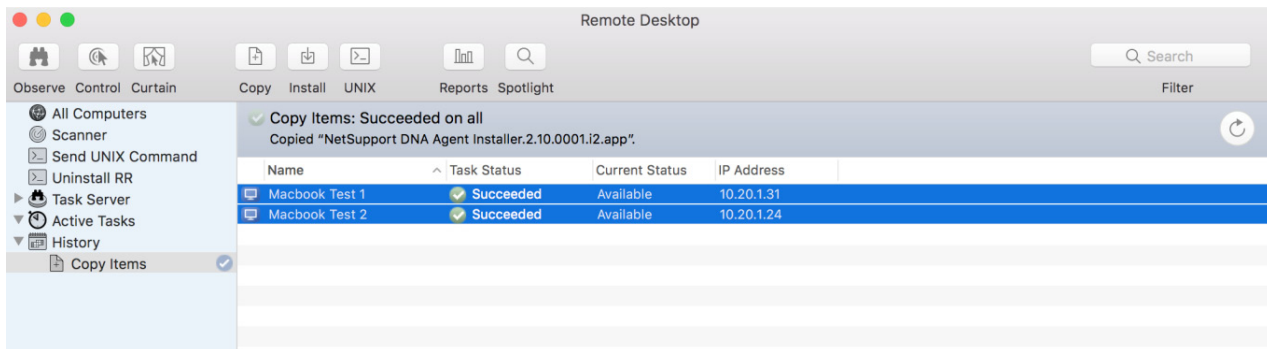 Remote Desktop
Search
Observe Control Curtain Copy Install UNIX Reports Spotlight Filter
All Computers
Scanner
Send UNIX Command
Uninstall RR
Task Server
Active Tasks
History
Copy Items
Copy Items: Succeeded on all
Copied “NetSupport DNA Agent Installer.2.10.0001.i2.app”.
Name Task Status Current Status IP Address
Macbook Test 1 Succeeded Available 10.20.1.31
Macbook Test 2 Succeeded Available 10.20.1.24